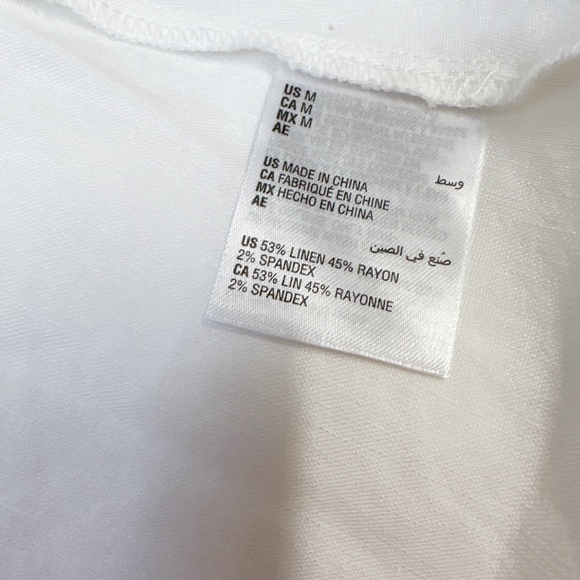 US M
CA M
MX M
AE
وسط
US MADE IN CHINA
CA FABRIQUÉ EN CHINE
MX HECHO EN CHINA
AE
صُنع في الصين
US 53% LINEN 45% RAYON
2% SPANDEX
CA 53% LIN 45% RAYONNE
2% SPANDEX